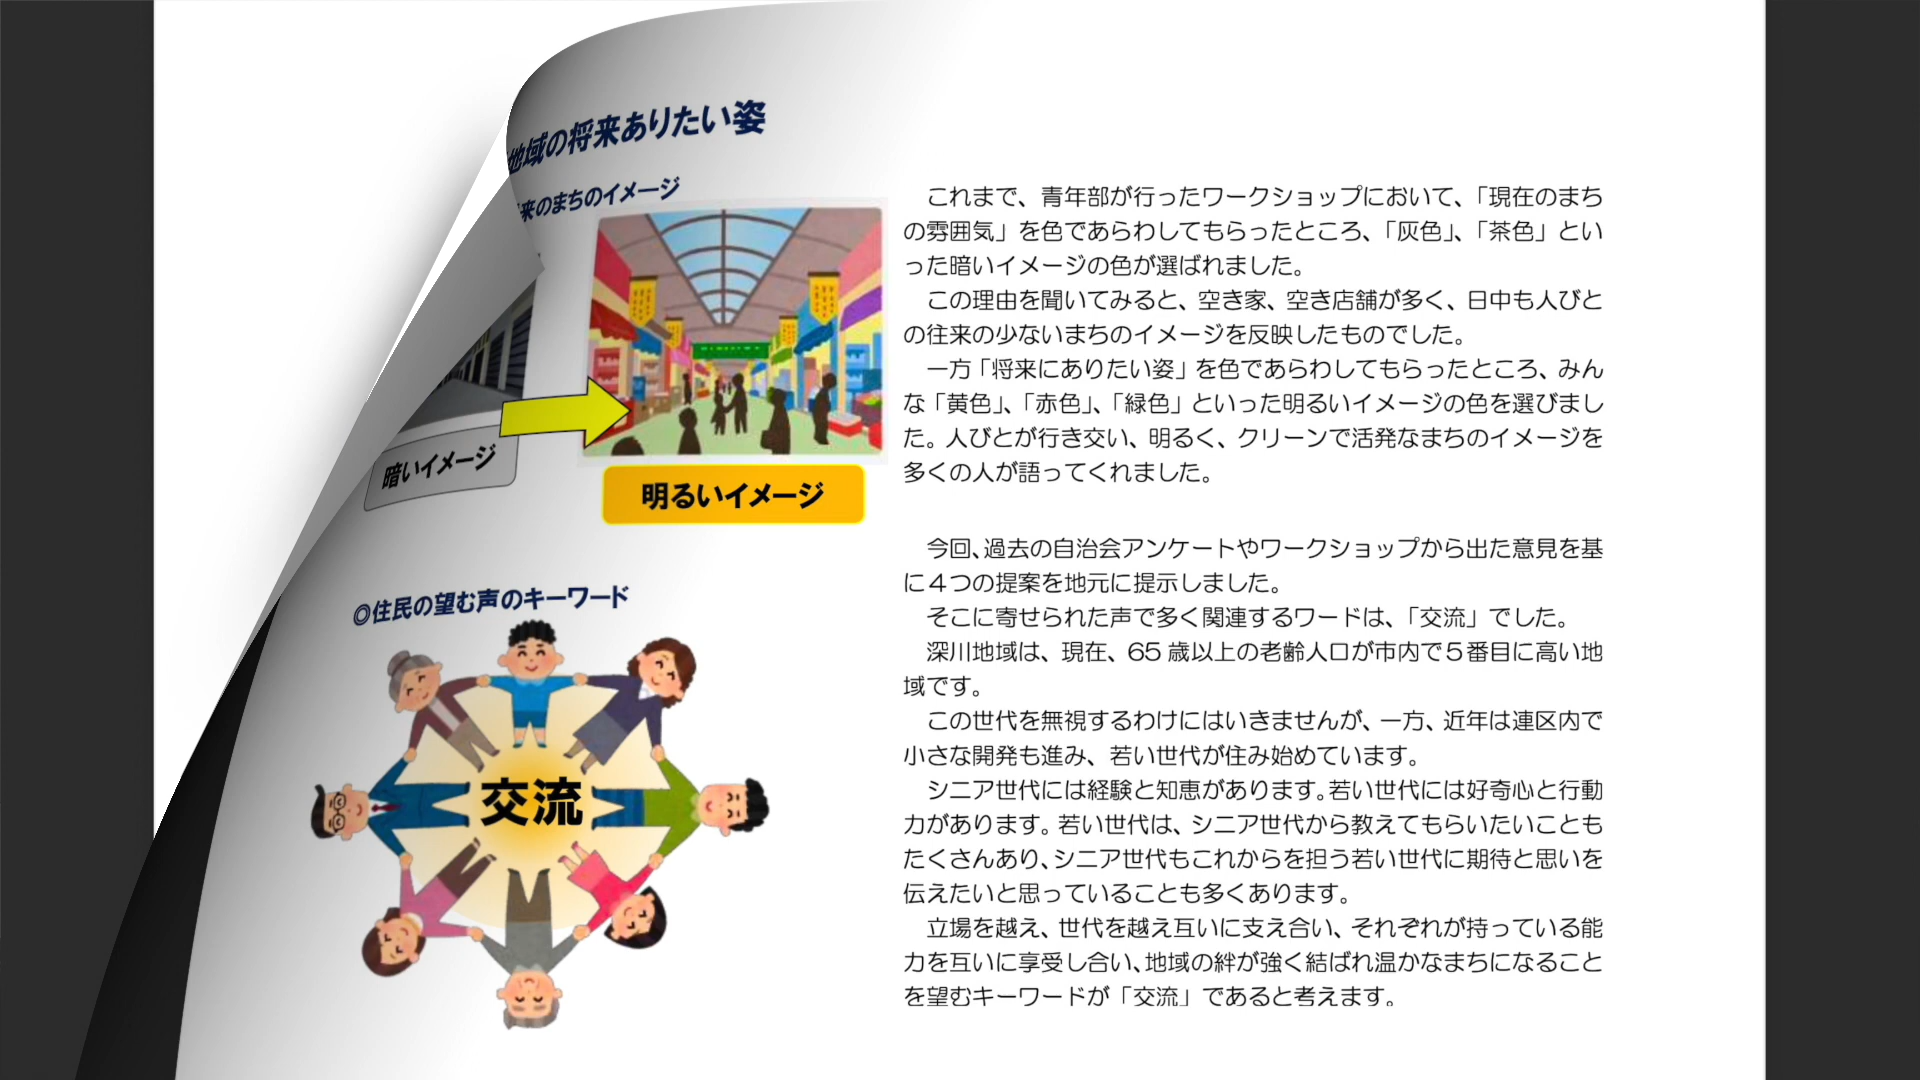 地域の将来ありたい姿
来のまちのイメージ
暗いイメージ
明るいイメージ
◎住民の望む声のキーワード
交流
これまで、青年部が行ったワークショップにおいて、「現在のまち
の雰囲気」を色であらわしてもらったところ、「灰色」、「茶色」とい
った暗いイメージの色が選ばれました。
この理由を聞いてみると、空き家、空き店舗が多く、日中も人びと
の往来の少ないまちのイメージを反映したものでした。
一方「将来にありたい姿」を色であらわしてもらったところ、みん
な「黄色」、「赤色」、「緑色」といった明るいイメージの色を選びまし
た。人びとが行き交い、明るく、クリーンで活発なまちのイメージを
多くの人が語ってくれました。
今回、過去の自治会アンケートやワークショップから出た意見を基
に４つの提案を地元に提示しました。
そこに寄せられた声で多く関連するワードは、「交流」でした。
深川地域は、現在、65 歳以上の老齢人口が市内で５番目に高い地
域です。
この世代を無視するわけにはいきませんが、一方、近年は連区内で
小さな開発も進み、若い世代が住み始めています。
シニア世代には経験と知恵があります。若い世代には好奇心と行動
力があります。若い世代は、シニア世代から教えてもらいたいことも
たくさんあり、シニア世代もこれからを担う若い世代に期待と思いを
伝えたいと思っていることも多くあります。
立場を越え、世代を越え互いに支え合い、それぞれが持っている能
力を互いに享受し合い、地域の絆が強く結ばれ温かなまちになること
を望むキーワードが「交流」であると考えます。